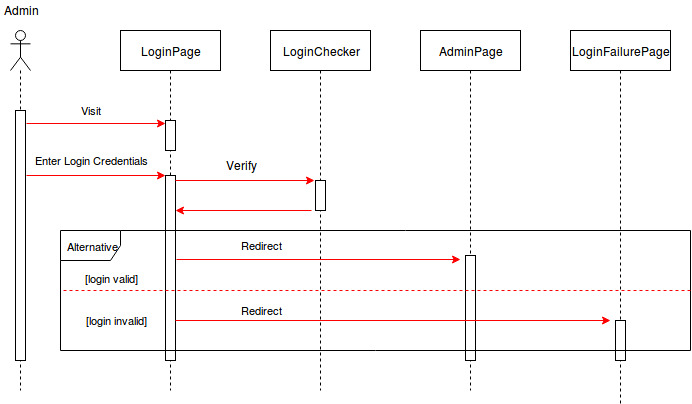 Admin
LoginPage
LoginChecker
AdminPage
LoginFailurePage
Visit
Enter Login Credentials
Verify
Alternative
Redirect
[login valid]
Redirect
[login invalid]